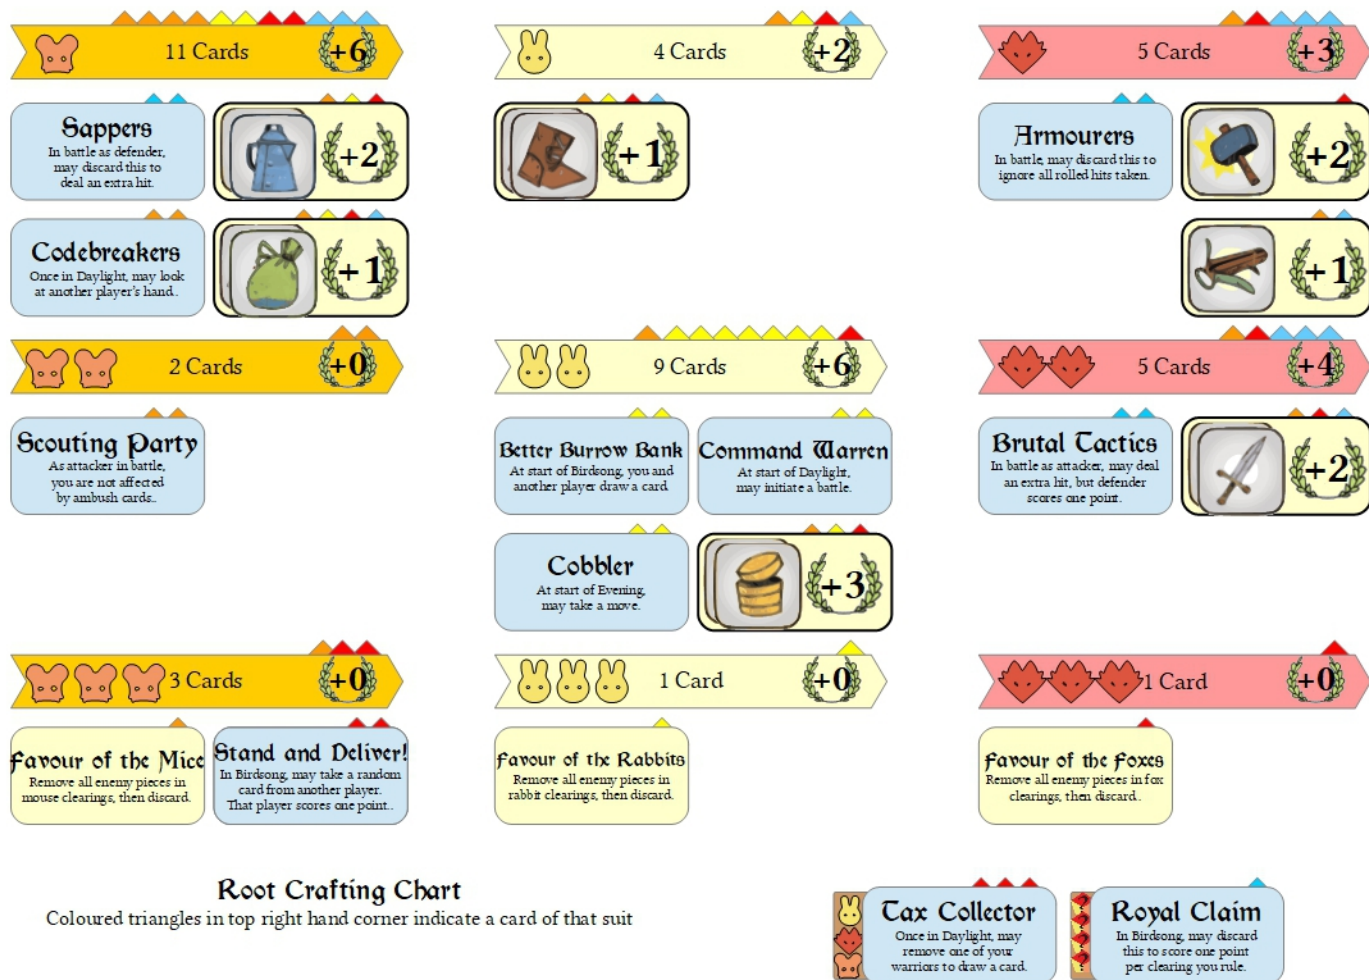 11 Cards
+6
4 Cards
+2
5 Cards
+3
Sappers
In battle as defender,
may discard this to
deal an extra hit.
+2
+1
Armourers
In battle, may discard this to
ignore all rolled hits taken.
+2
Codebreakers
Once in Daylight, may look
at another player's hand..
+1
+1
2 Cards
+0
9 Cards
+6
5 Cards
+4
Scouting Party
As attacker in battle,
you are not affected
by ambush cards..
Better Burrow Bank
At start of Birdsong, you and
another player draw a card
Command Warren
At start of Daylight,
may initiate a battle.
Brutal Tactics
In battle as attacker, may deal
an extra hit, but defender
scores one point.
+2
Cobbler
At start of Evening,
may take a move.
+3
3 Cards
+0
1 Card
+0
1 Card
+0
Favour of the Mice
Remove all enemy pieces in
mouse clearings, then discard.
Stand and Deliver!
In Birdsong, may take a random
card from another player.
That player scores one point..
Favour of the Rabbits
Remove all enemy pieces in
rabbit clearings, then discard.
Favour of the Foxes
Remove all enemy pieces in fox
clearings, then discard..
Root Crafting Chart
Coloured triangles in top right hand corner indicate a card of that suit
Tax Collector
Once in Daylight, may
remove one of your
warriors to draw a card.
Royal Claim
In Birdsong, may discard
this to score one point
per clearing you rule.